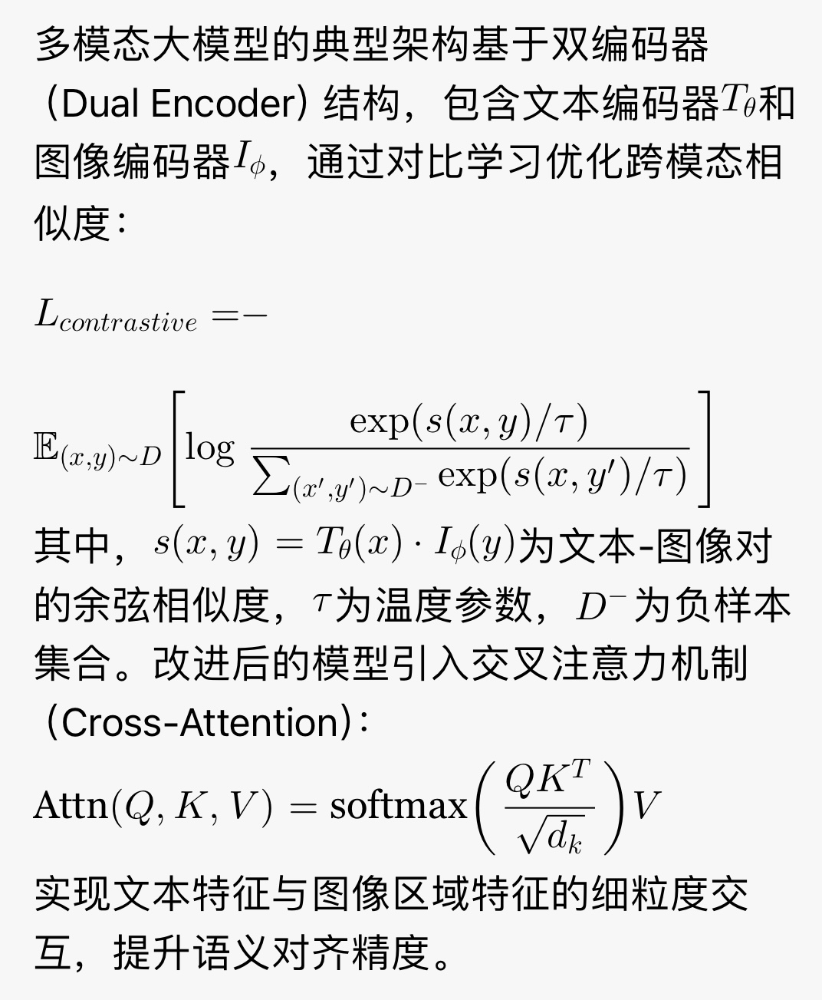 多模态大模型的典型架构基于双编码器
（Dual Encoder）结构，包含文本编码器$T_\theta$和
图像编码器$I_\phi$，通过对比学习优化跨模态相
似度：
$L_{contrastive} = -$
$\mathbb{E}_{(x,y)\sim D}\left[\log \frac{\exp(s(x,y)/\tau)}{\sum_{(x',y')\sim D^-} \exp(s(x,y')/\tau)}\right]$
其中，$s(x,y) = T_\theta(x) \cdot I_\phi(y)$为文本-图像对
的余弦相似度，$\tau$为温度参数，$D^-$为负样本
集合。改进后的模型引入交叉注意力机制
（Cross-Attention）：
$\text{Attn}(Q, K, V) = \text{softmax}\left(\frac{QK^T}{\sqrt{d_k}}\right)V$
实现文本特征与图像区域特征的细粒度交
互，提升语义对齐精度。